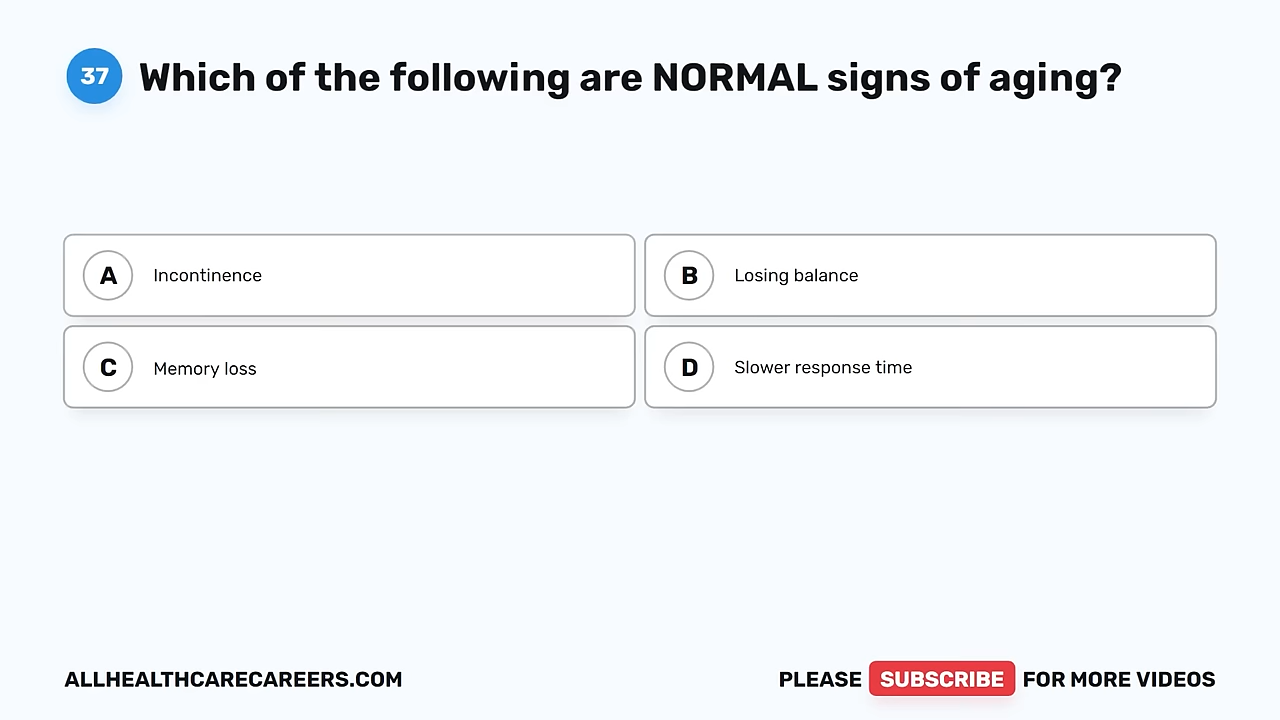 37 Which of the following are NORMAL signs of aging?
A Incontinence
B Losing balance
C Memory loss
D Slower response time
ALLHEALTHCARECAREERS.COM
PLEASE SUBSCRIBE FOR MORE VIDEOS